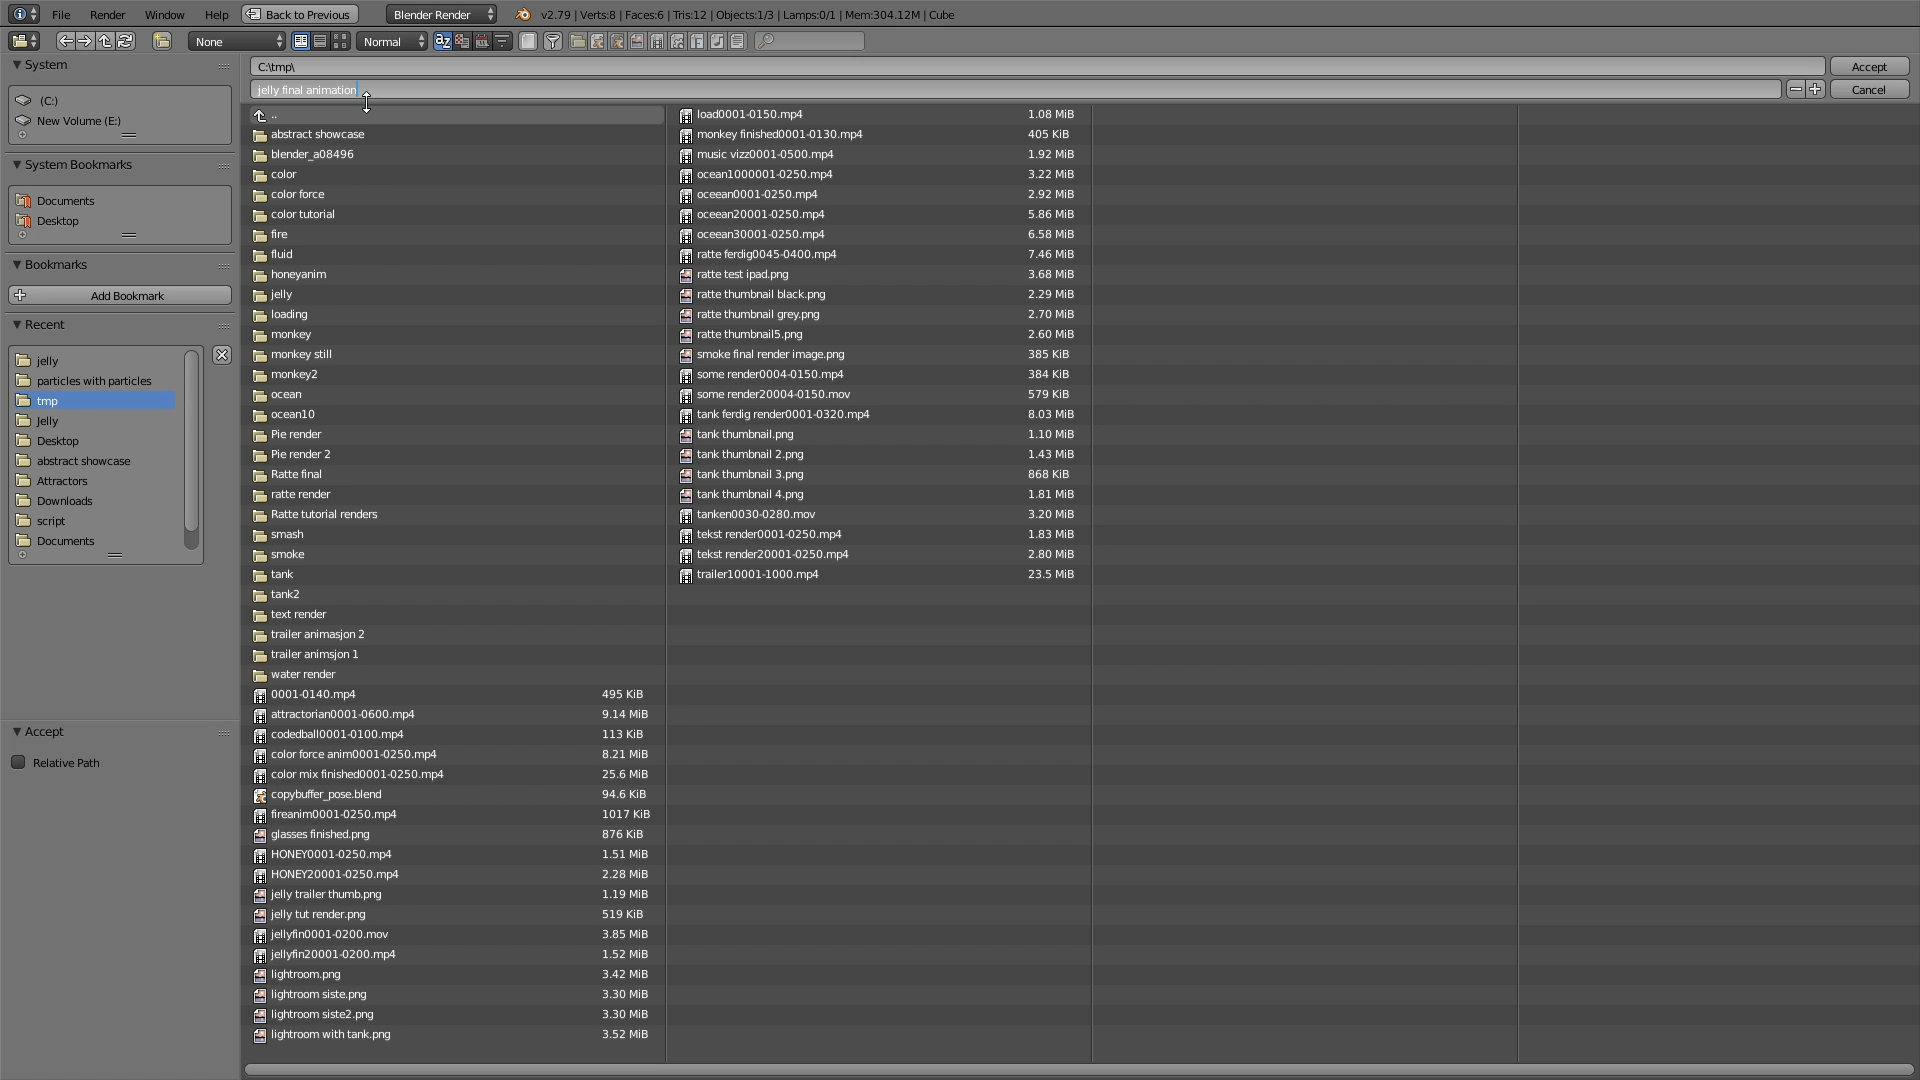 File Render Window Help Back to Previous Blender Render v2.79 | Verts:8 | Faces:6 | Tris:12 | Objects:1/3 | Lamps:0/1 | Mem:304.12M | Cube
None Normal
System
(C:)
New Volume (E:)
System Bookmarks
Documents
Desktop
Bookmarks
Add Bookmark
Recent
jelly
particles with particles
tmp
Jelly
Desktop
abstract showcase
Attractors
Downloads
script
Documents
Accept
Relative Path
C:\tmp\ Accept
jelly final animation Cancel
..
abstract showcase
blender_a08496
color
color force
color tutorial
fire
fluid
honeyanim
jelly
loading
monkey
monkey still
monkey2
ocean
ocean10
Pie render
Pie render 2
Ratte final
ratte render
Ratte tutorial renders
smash
smoke
tank
tank2
text render
trailer animasjon 2
trailer animsjon 1
water render
0001-0140.mp4 495 KiB
attractorian0001-0600.mp4 9.14 MiB
codedball0001-0100.mp4 113 KiB
color force anim0001-0250.mp4 8.21 MiB
color mix finished0001-0250.mp4 25.6 MiB
copybuffer_pose.blend 94.6 KiB
fireanim0001-0250.mp4 1017 KiB
glasses finished.png 876 KiB
HONEY0001-0250.mp4 1.51 MiB
HONEY20001-0250.mp4 2.28 MiB
jelly trailer thumb.png 1.19 MiB
jelly tut render.png 519 KiB
jellyfin0001-0200.mov 3.85 MiB
jellyfin20001-0200.mp4 1.52 MiB
lightroom.png 3.42 MiB
lightroom siste.png 3.30 MiB
lightroom siste2.png 3.30 MiB
lightroom with tank.png 3.52 MiB
load0001-0150.mp4 1.08 MiB
monkey finished0001-0130.mp4 405 KiB
music vizz0001-0500.mp4 1.92 MiB
ocean1000001-0250.mp4 3.22 MiB
oceean0001-0250.mp4 2.92 MiB
oceean20001-0250.mp4 5.86 MiB
oceean30001-0250.mp4 6.58 MiB
ratte ferdig0045-0400.mp4 7.46 MiB
ratte test ipad.png 3.68 MiB
ratte thumbnail black.png 2.29 MiB
ratte thumbnail grey.png 2.70 MiB
ratte thumbnail5.png 2.60 MiB
smoke final render image.png 385 KiB
some render0004-0150.mp4 384 KiB
some render20004-0150.mov 579 KiB
tank ferdig render0001-0320.mp4 8.03 MiB
tank thumbnail.png 1.10 MiB
tank thumbnail 2.png 1.43 MiB
tank thumbnail 3.png 868 KiB
tank thumbnail 4.png 1.81 MiB
tanken0030-0280.mov 3.20 MiB
tekst render0001-0250.mp4 1.83 MiB
tekst render20001-0250.mp4 2.80 MiB
trailer10001-1000.mp4 23.5 MiB